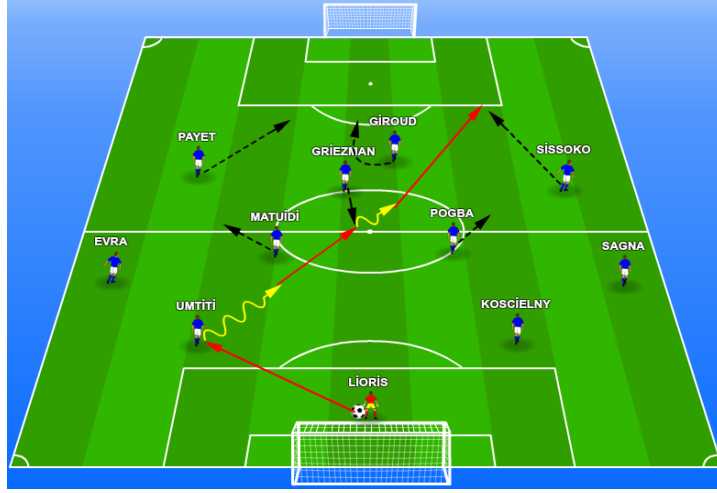 GİROUD
PAYET
GRİEZMAN
SİSSOKO
MATUİDİ
POGBA
EVRA
SAGNA
UMTİTİ
KOSCİELNY
LİORİS